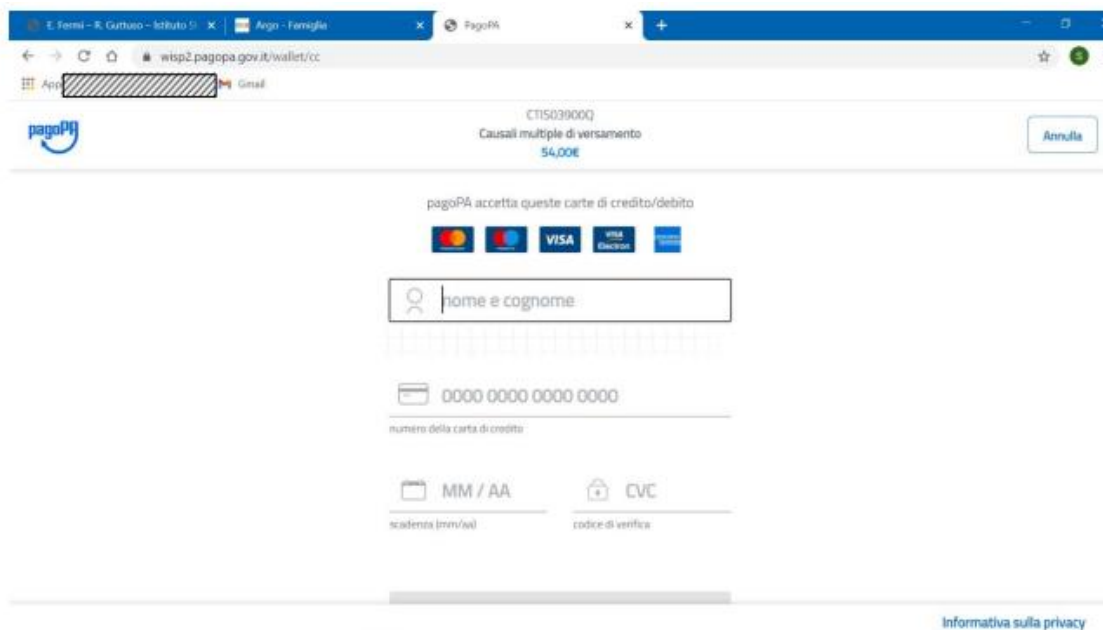 E. Fermi - R. Guttuso - Istituto S
Argo - Famiglia
PagoPA
wisp2.pagopa.gov.it/wallet/cc
S
App
Gmail
pagoPA
CTIS03900Q
Causali multiple di versamento
54,00€
Annulla
pagoPA accetta queste carte di credito/debito
VISA
VISA
Electron
nome e cognome
0000 0000 0000 0000
numero della carta di credito
MM / AA
CVC
scadenza (mm/aa)
codice di verifica
Informativa sulla privacy